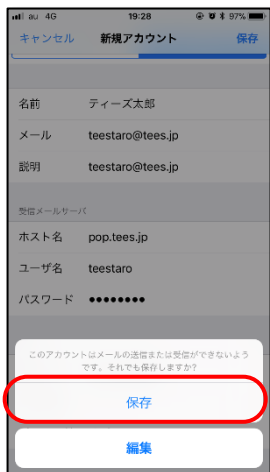 au 4G 19:28 97%
キャンセル 新規アカウント 保存
名前 ティーズ太郎
メール teestaro@tees.jp
説明 teestaro@tees.jp
受信メールサーバ
ホスト名 pop.tees.jp
ユーザ名 teestaro
パスワード ●●●●●●●●
このアカウントはメールの送信または受信ができないよう
です。それでも保存しますか?
保存
編集